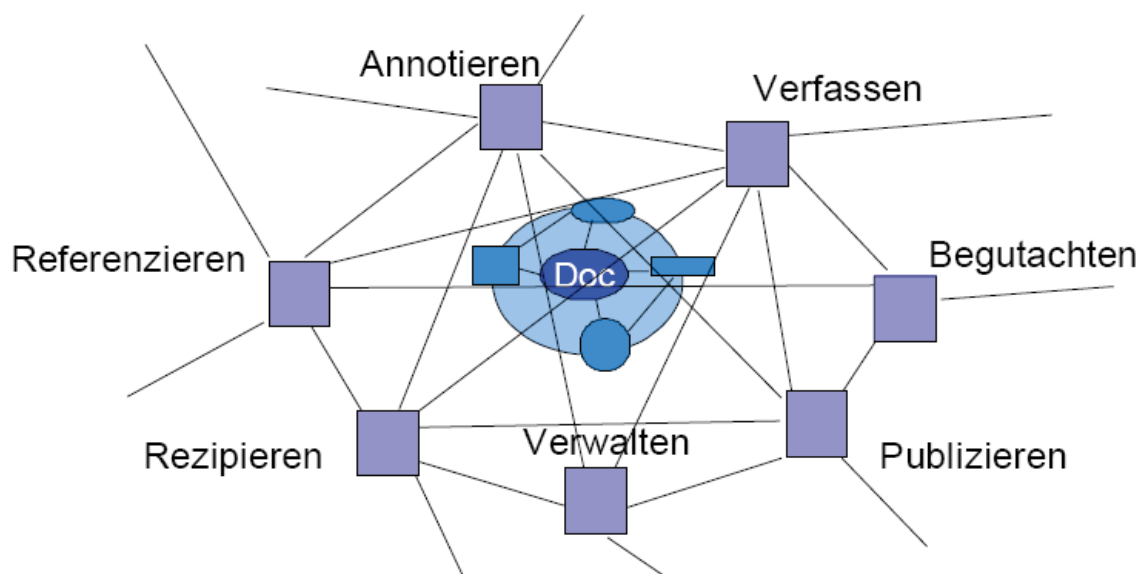 Annotieren
Verfassen
Referenzieren
Doc
Begutachten
Rezipieren
Verwalten
Publizieren